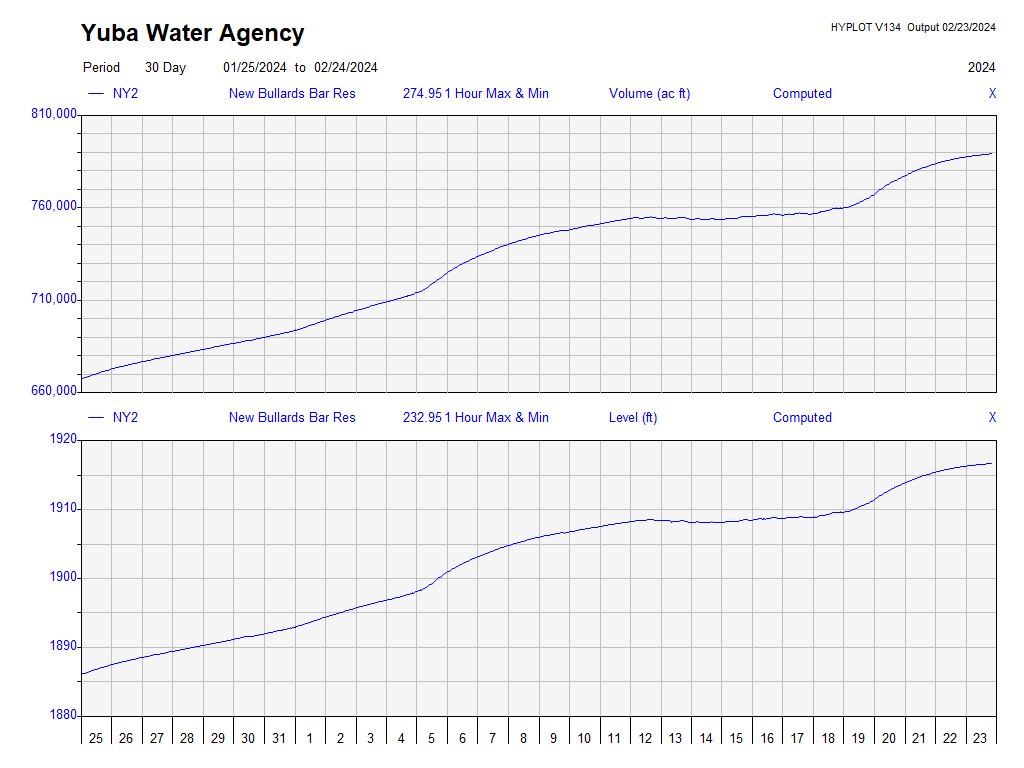 Yuba Water Agency
HYPLOT V134 Output 02/23/2024
Period 30 Day 01/25/2024 to 02/24/2024 2024
NY2 New Bullards Bar Res 274.95 1 Hour Max & Min Volume (ac ft) Computed X
810,000
760,000
710,000
660,000
NY2 New Bullards Bar Res 232.95 1 Hour Max & Min Level (ft) Computed X
1920
1910
1900
1890
1880
25 26 27 28 29 30 31 1 2 3 4 5 6 7 8 9 10 11 12 13 14 15 16 17 18 19 20 21 22 23